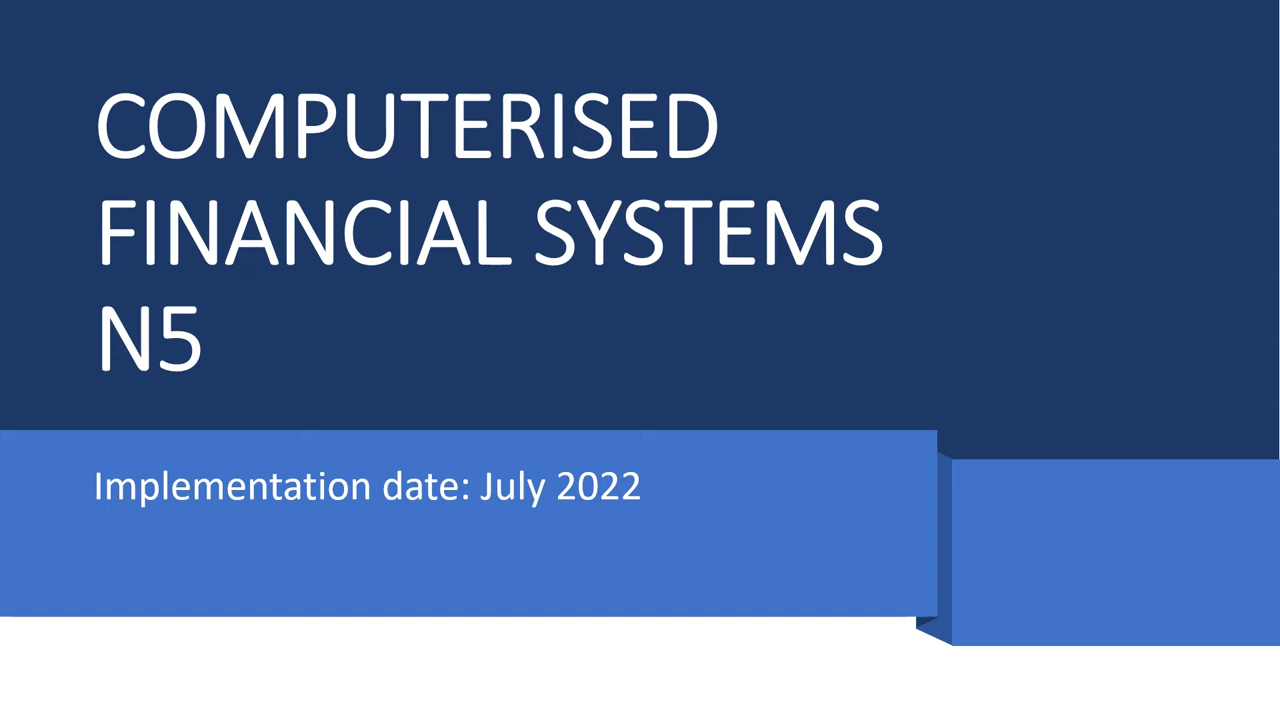 COMPUTERISED
FINANCIAL SYSTEMS
N5
Implementation date: July 2022